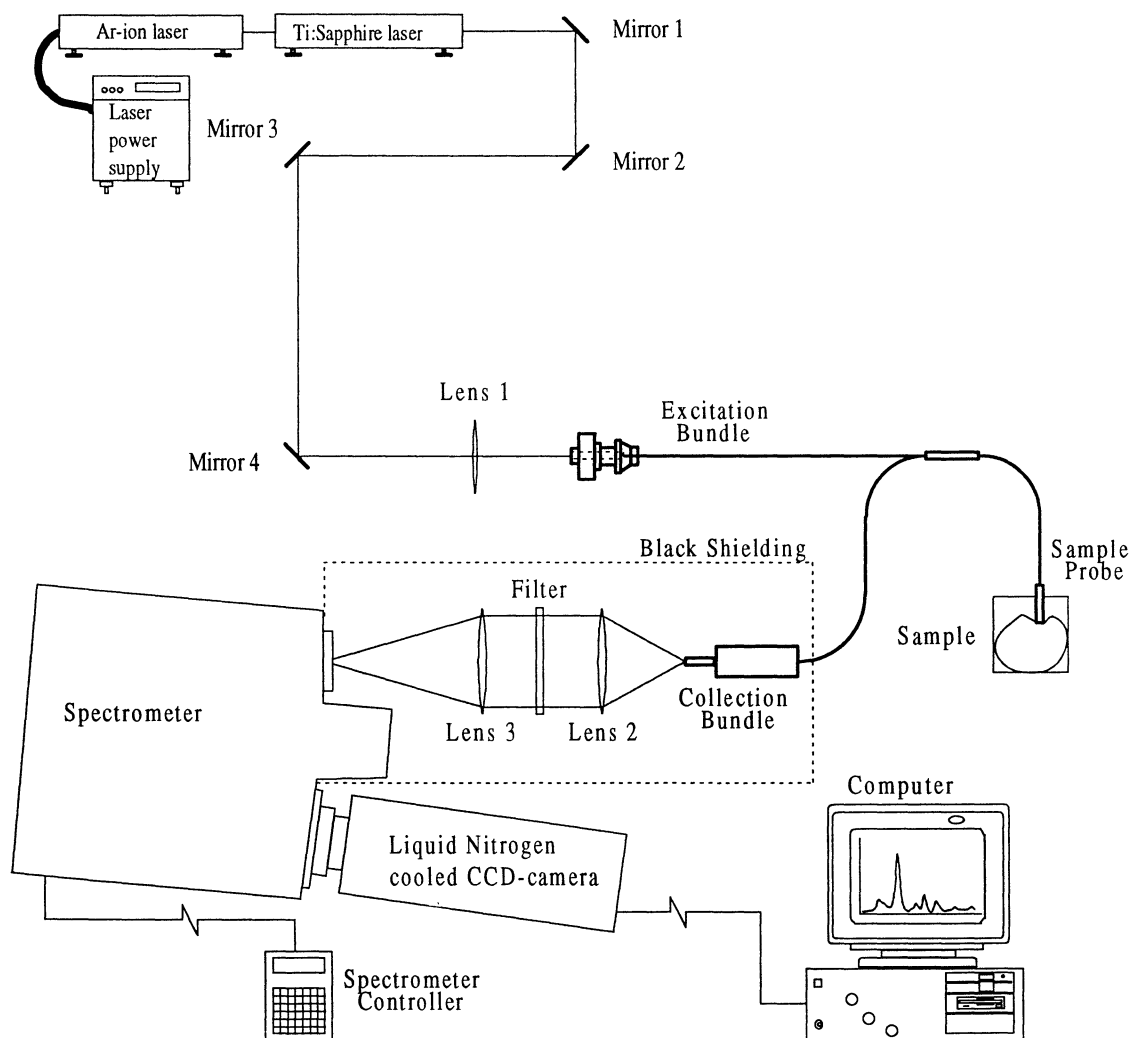 Ar-ion laser
Ti:Sapphire laser
Mirror 1
Laser
power
supply
Mirror 3
Mirror 2
Lens 1
Excitation
Bundle
Mirror 4
Black Shielding
Sample
Probe
Filter
Sample
Spectrometer
Lens 3
Lens 2
Collection
Bundle
Computer
Liquid Nitrogen
cooled CCD-camera
Spectrometer
Controller